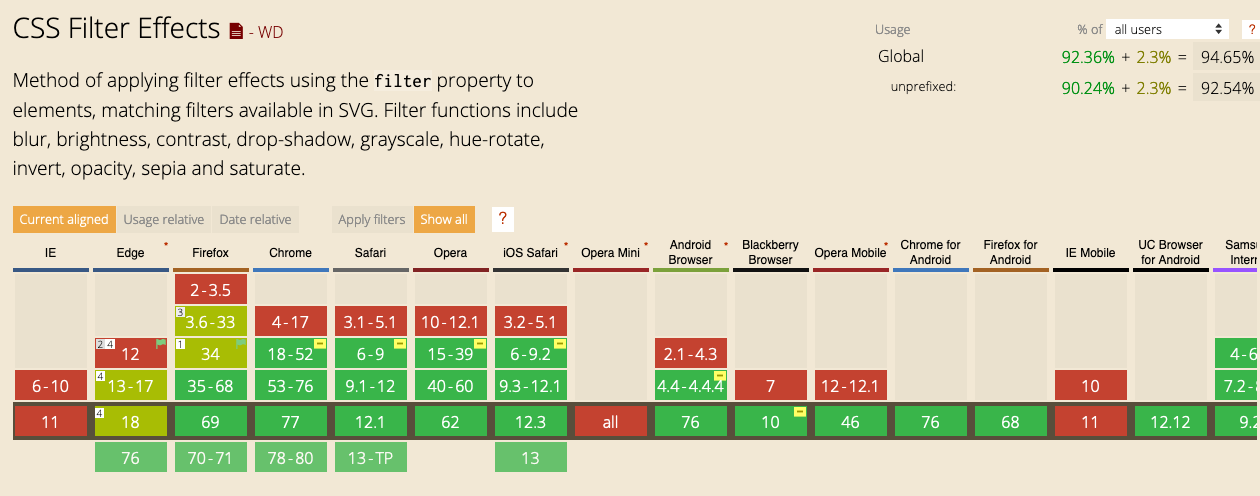 CSS Filter Effects - WD
Usage % of all users ?
Global 92.36% + 2.3% = 94.65%
unprefixed: 90.24% + 2.3% = 92.54%
Method of applying filter effects using the filter property to
elements, matching filters available in SVG. Filter functions include
blur, brightness, contrast, drop-shadow, grayscale, hue-rotate,
invert, opacity, sepia and saturate.
Current aligned Usage relative Date relative Apply filters Show all ?
IE Edge * Firefox Chrome Safari Opera iOS Safari * Opera Mini * Android Browser * Blackberry Browser Opera Mobile * Chrome for Android Firefox for Android IE Mobile UC Browser for Android Samsu Intern
2-3.5
3 3.6-33 4-17 3.1-5.1 10-12.1 3.2-5.1
2 4 12 1 34 18-52 6-9 15-39 6-9.2 2.1-4.3 4-6
6-10 4 13-17 35-68 53-76 9.1-12 40-60 9.3-12.1 4.4-4.4.4 7 12-12.1 10 7.2-
11 4 18 69 77 12.1 62 12.3 all 76 10 46 76 68 11 12.12 9.2
76 70-71 78-80 13-TP 13